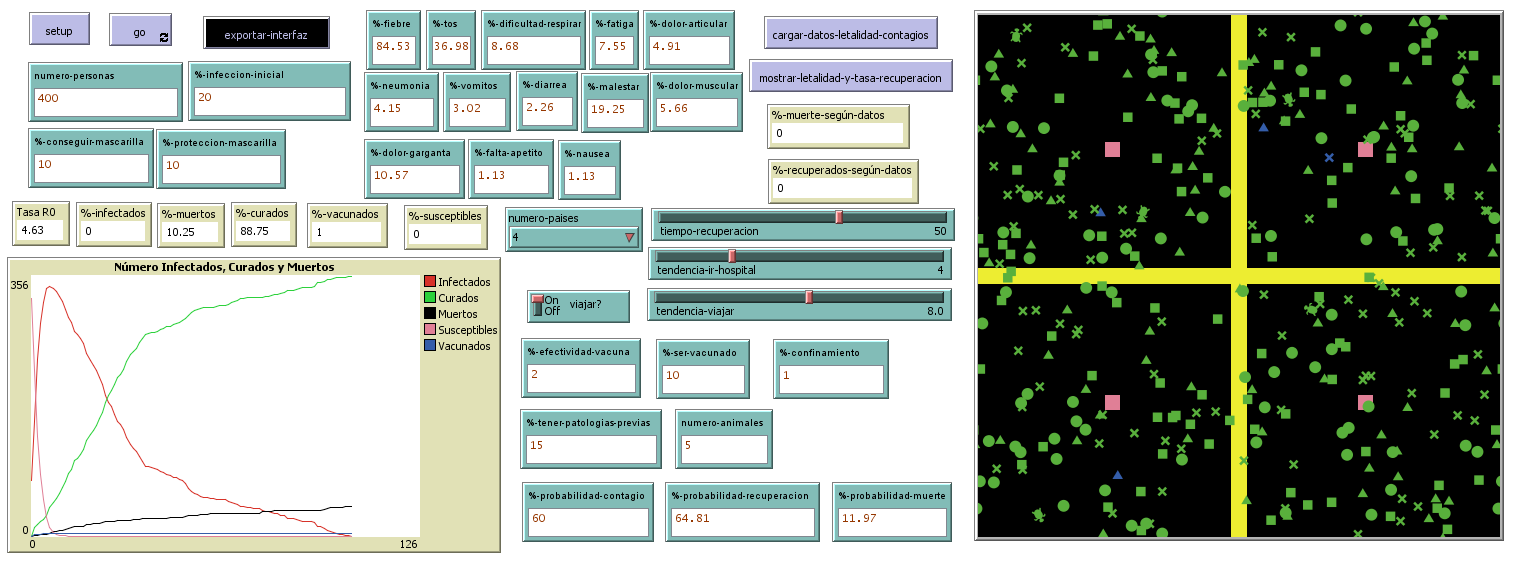 setup
go
exportar-interfaz
numero-personas
400
%-infeccion-inicial
20
%-conseguir-mascarilla
10
%-proteccion-mascarilla
10
%-fiebre
84.53
%-tos
36.98
%-dificultad-respirar
8.68
%-fatiga
7.55
%-dolor-articular
4.91
%-neumonia
4.15
%-vomitos
3.02
%-diarrea
2.26
%-malestar
19.25
%-dolor-muscular
5.66
%-dolor-garganta
10.57
%-falta-apetito
1.13
%-nausea
1.13
cargar-datos-letalidad-contagios
mostrar-letalidad-y-tasa-recuperacion
%-muerte-según-datos
0
%-recuperados-según-datos
0
Tasa R0
4.63
%-infectados
0
%-muertos
10.25
%-curados
88.75
%-vacunados
1
%-susceptibles
0
numero-paises
4
tiempo-recuperacion 50
tendencia-ir-hospital 4
On
Off
viajar?
tendencia-viajar 8.0
Número Infectados, Curados y Muertos
356
0
0
126
Infectados
Curados
Muertos
Susceptibles
Vacunados
%-efectividad-vacuna
2
%-ser-vacunado
10
%-confinamiento
1
%-tener-patologias-previas
15
numero-animales
5
%-probabilidad-contagio
60
%-probabilidad-recuperacion
64.81
%-probabilidad-muerte
11.97